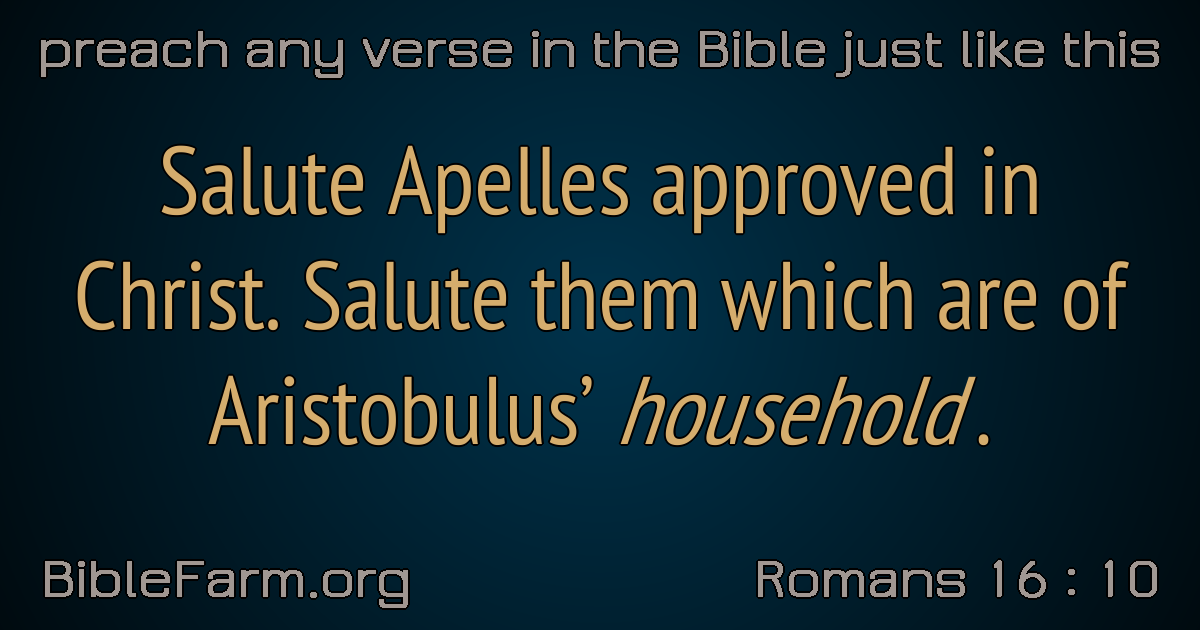 preach any verse in the Bible just like this
Salute Apelles approved in
Christ. Salute them which are of
Aristobulus’ household.
BibleFarm.org
Romans 16 : 10